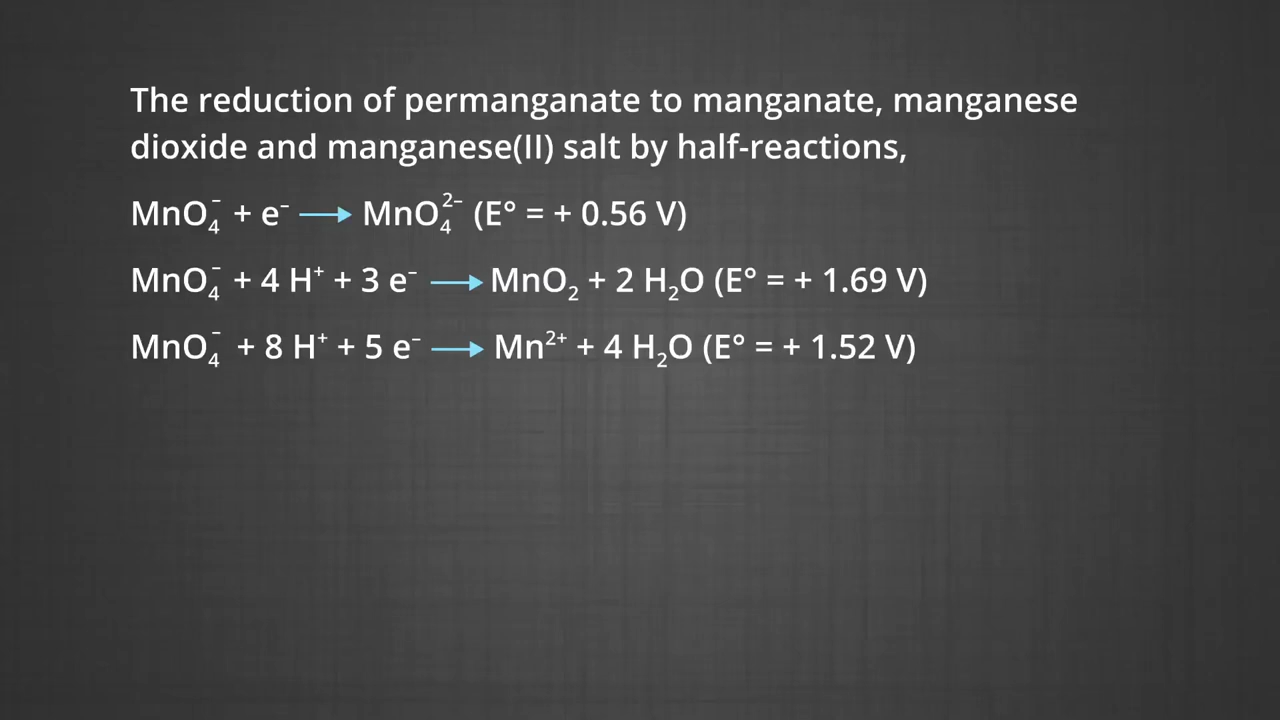 The reduction of permanganate to manganate, manganese
dioxide and manganese(II) salt by half-reactions,
MnO₄⁻ + e⁻ ⟶ MnO₄²⁻ (E° = + 0.56 V)
MnO₄⁻ + 4 H⁺ + 3 e⁻ ⟶ MnO₂ + 2 H₂O (E° = + 1.69 V)
MnO₄⁻ + 8 H⁺ + 5 e⁻ ⟶ Mn²⁺ + 4 H₂O (E° = + 1.52 V)